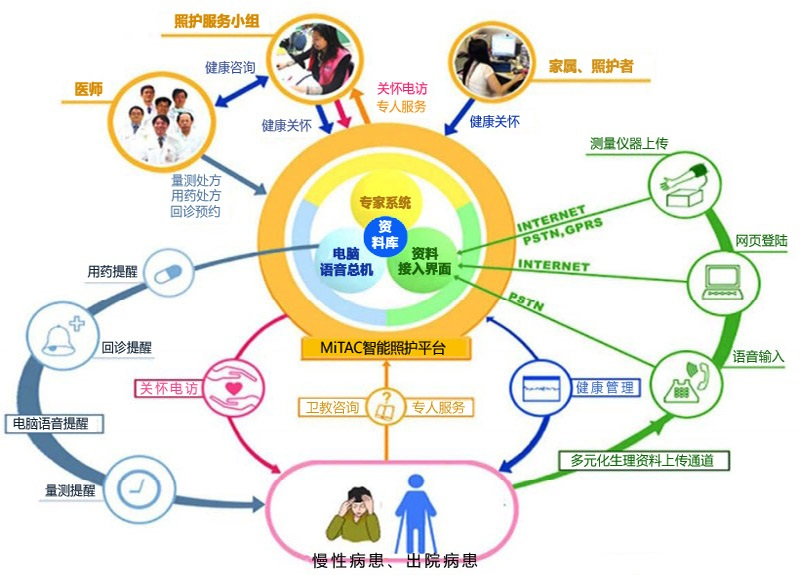 照护服务小组
医师
健康咨询
关怀电访
专人服务
家属、照护者
健康关怀
健康关怀
量测处方
用药处方
回诊预约
专家系统
资料库
电脑
语音总机
资料
接入界面
测量仪器上传
INTERNET
PSTN,GPRS
网页登陆
INTERNET
PSTN
语音输入
用药提醒
回诊提醒
MiTAC智能照护平台
关怀电访
卫教咨询
?
专人服务
健康管理
电脑语音提醒
量测提醒
多元化生理资料上传通道
慢性病患、出院病患